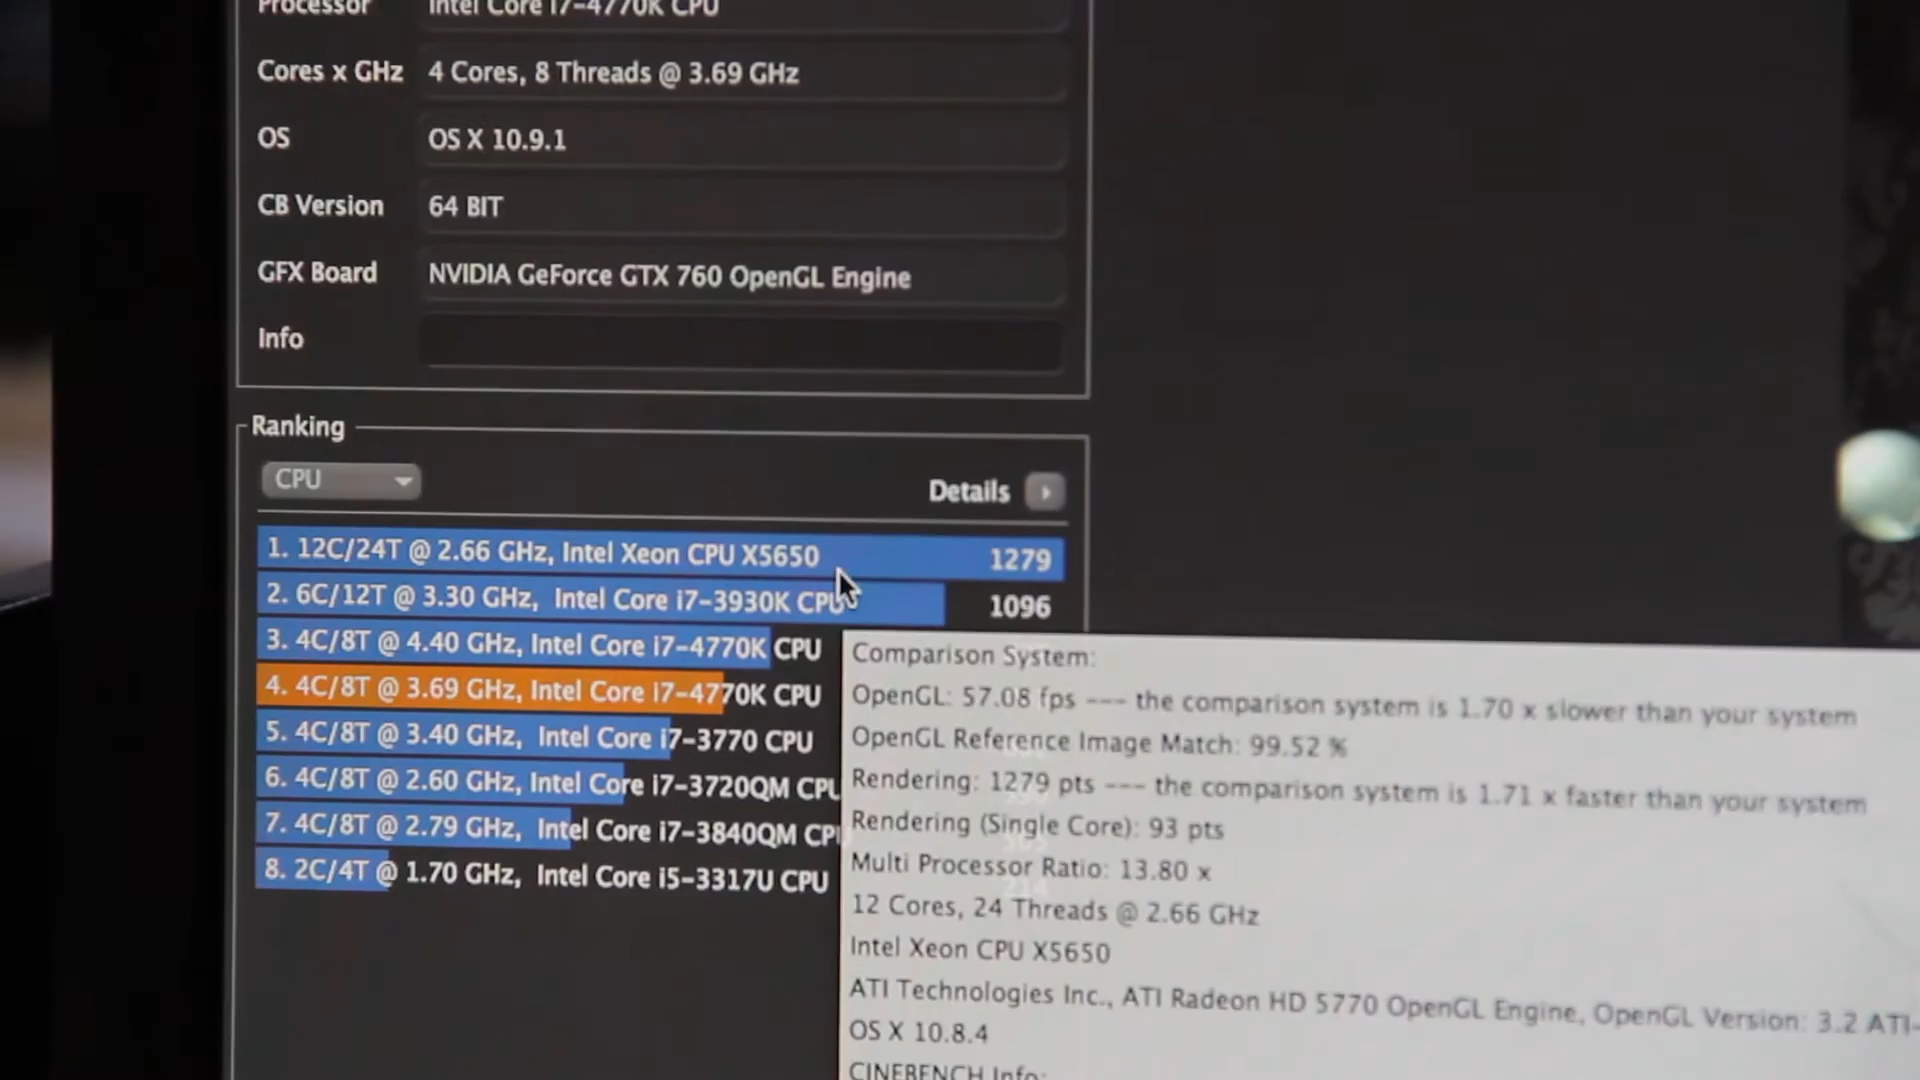 Processor Intel Core i7-4770K CPU
Cores x GHz 4 Cores, 8 Threads @ 3.69 GHz
OS OS X 10.9.1
CB Version 64 BIT
GFX Board NVIDIA GeForce GTX 760 OpenGL Engine
Info
Ranking
CPU
Details
1. 12C/24T @ 2.66 GHz, Intel Xeon CPU X5650 1279
2. 6C/12T @ 3.30 GHz, Intel Core i7-3930K CPU 1096
3. 4C/8T @ 4.40 GHz, Intel Core i7-4770K CPU
4. 4C/8T @ 3.69 GHz, Intel Core i7-4770K CPU
5. 4C/8T @ 3.40 GHz, Intel Core i7-3770 CPU
6. 4C/8T @ 2.60 GHz, Intel Core i7-3720QM CPU
7. 4C/8T @ 2.79 GHz, Intel Core i7-3840QM CPU
8. 2C/4T @ 1.70 GHz, Intel Core i5-3317U CPU
Comparison System:
OpenGL: 57.08 fps --- the comparison system is 1.70 x slower than your system
OpenGL Reference Image Match: 99.52 %
Rendering: 1279 pts --- the comparison system is 1.71 x faster than your system
Rendering (Single Core): 93 pts
Multi Processor Ratio: 13.80 x
12 Cores, 24 Threads @ 2.66 GHz
Intel Xeon CPU X5650
ATI Technologies Inc., ATI Radeon HD 5770 OpenGL Engine, OpenGL Version: 3.2 ATI-
OS X 10.8.4
CINEBENCH Info: